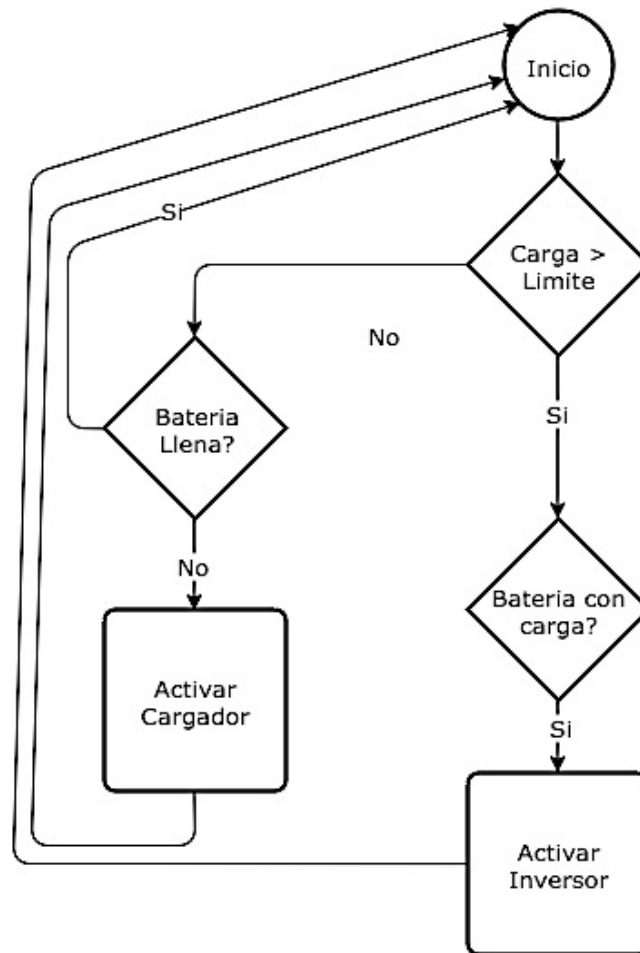 Inicio
Si
Carga >
Limite
No
Bateria
Llena?
Si
No
Bateria con
carga?
Activar
Cargador
Si
Activar
Inversor